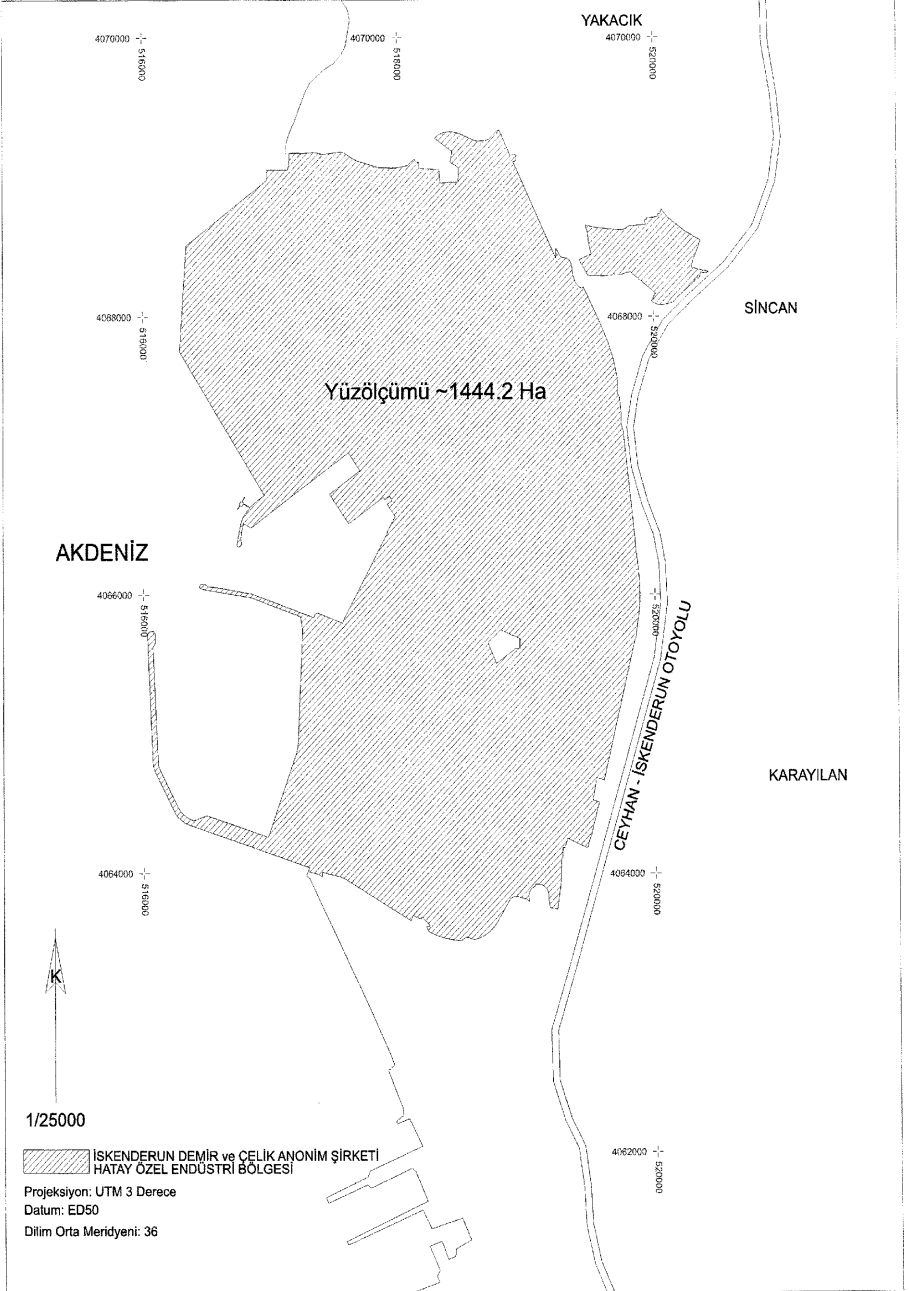 YAKACIK
4070000
516000
4070000
518000
4070000
520000
4068000
516000
4068000
520000
SİNCAN
Yüzölçümü ~1444.2 Ha
AKDENİZ
4066000
516000
520000
CEYHAN - İSKENDERUN OTOYOLU
KARAYILAN
4064000
516000
4064000
520000
K
1/25000
4062000
520000
İSKENDERUN DEMİR ve ÇELİK ANONİM ŞİRKETİ
HATAY ÖZEL ENDÜSTRİ BÖLGESİ
Projeksiyon: UTM 3 Derece
Datum: ED50
Dilim Orta Meridyeni: 36